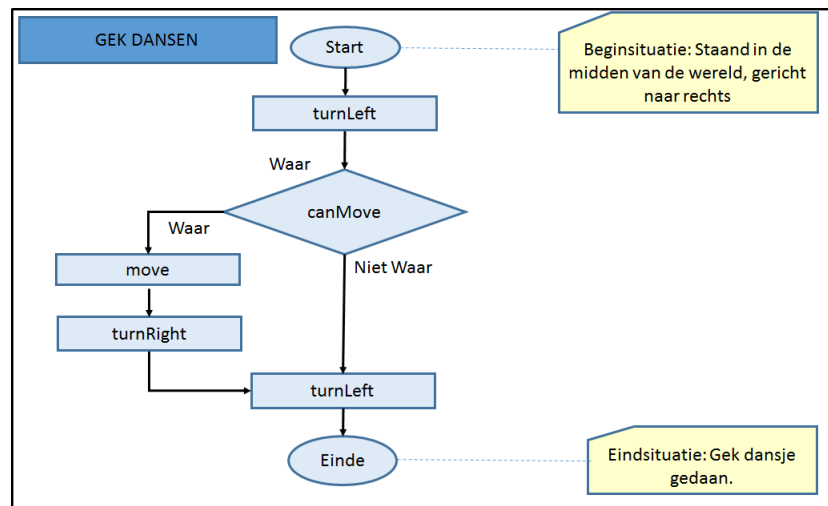 GEK DANSEN
Start
Beginsituatie: Staand in de
midden van de wereld, gericht
naar rechts
turnLeft
Waar
canMove
Waar
Niet Waar
move
turnRight
turnLeft
Einde
Eindsituatie: Gek dansje
gedaan.